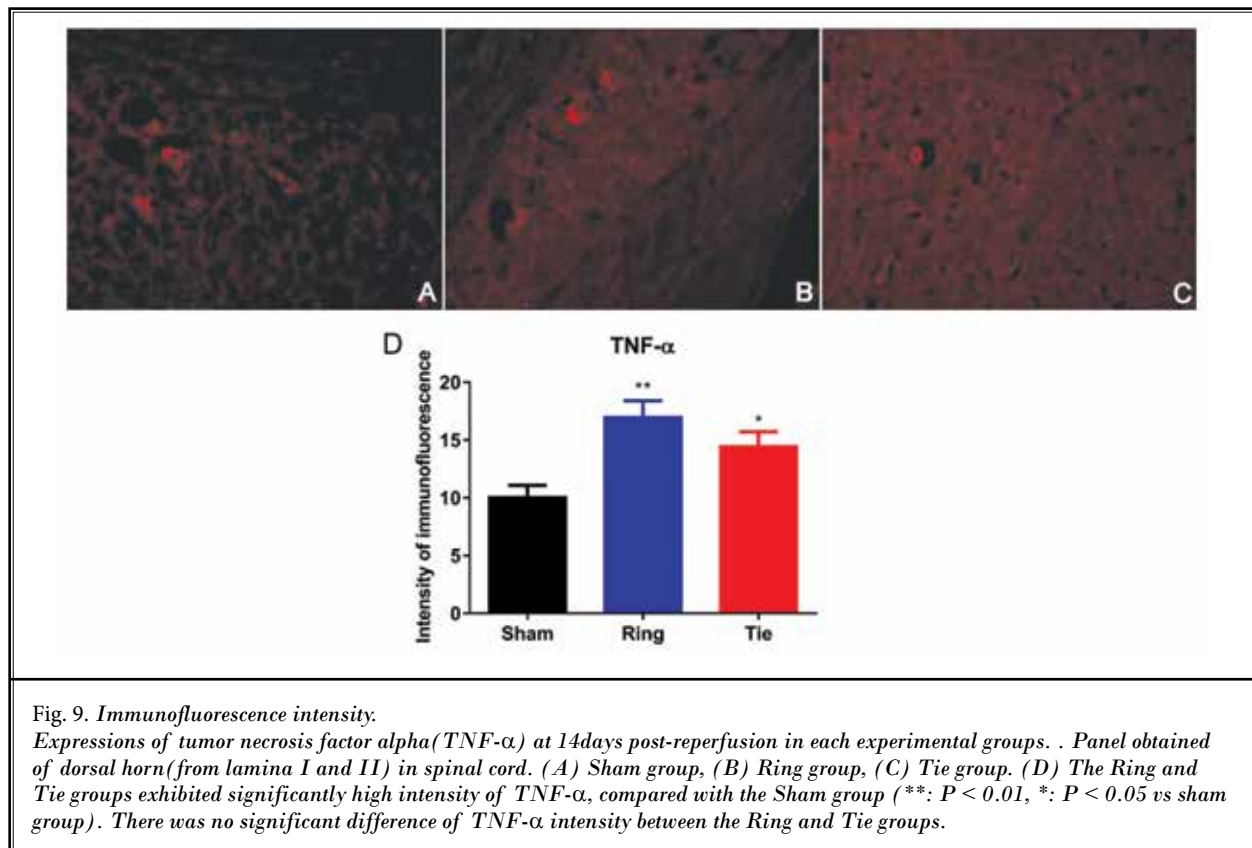 A
B
C
D
TNF-α
Intensity of immunofluorescence
20
15
10
5
0
**
*
Sham
Ring
Tie
Fig. 9. Immunofluorescence intensity.
Expressions of tumor necrosis factor alpha(TNF-α) at 14days post-reperfusion in each experimental groups. . Panel obtained
of dorsal horn(from lamina I and II) in spinal cord. (A) Sham group, (B) Ring group, (C) Tie group. (D) The Ring and
Tie groups exhibited significantly high intensity of TNF-α, compared with the Sham group (**: P < 0.01, *: P < 0.05 vs sham
group). There was no significant difference of TNF-α intensity between the Ring and Tie groups.